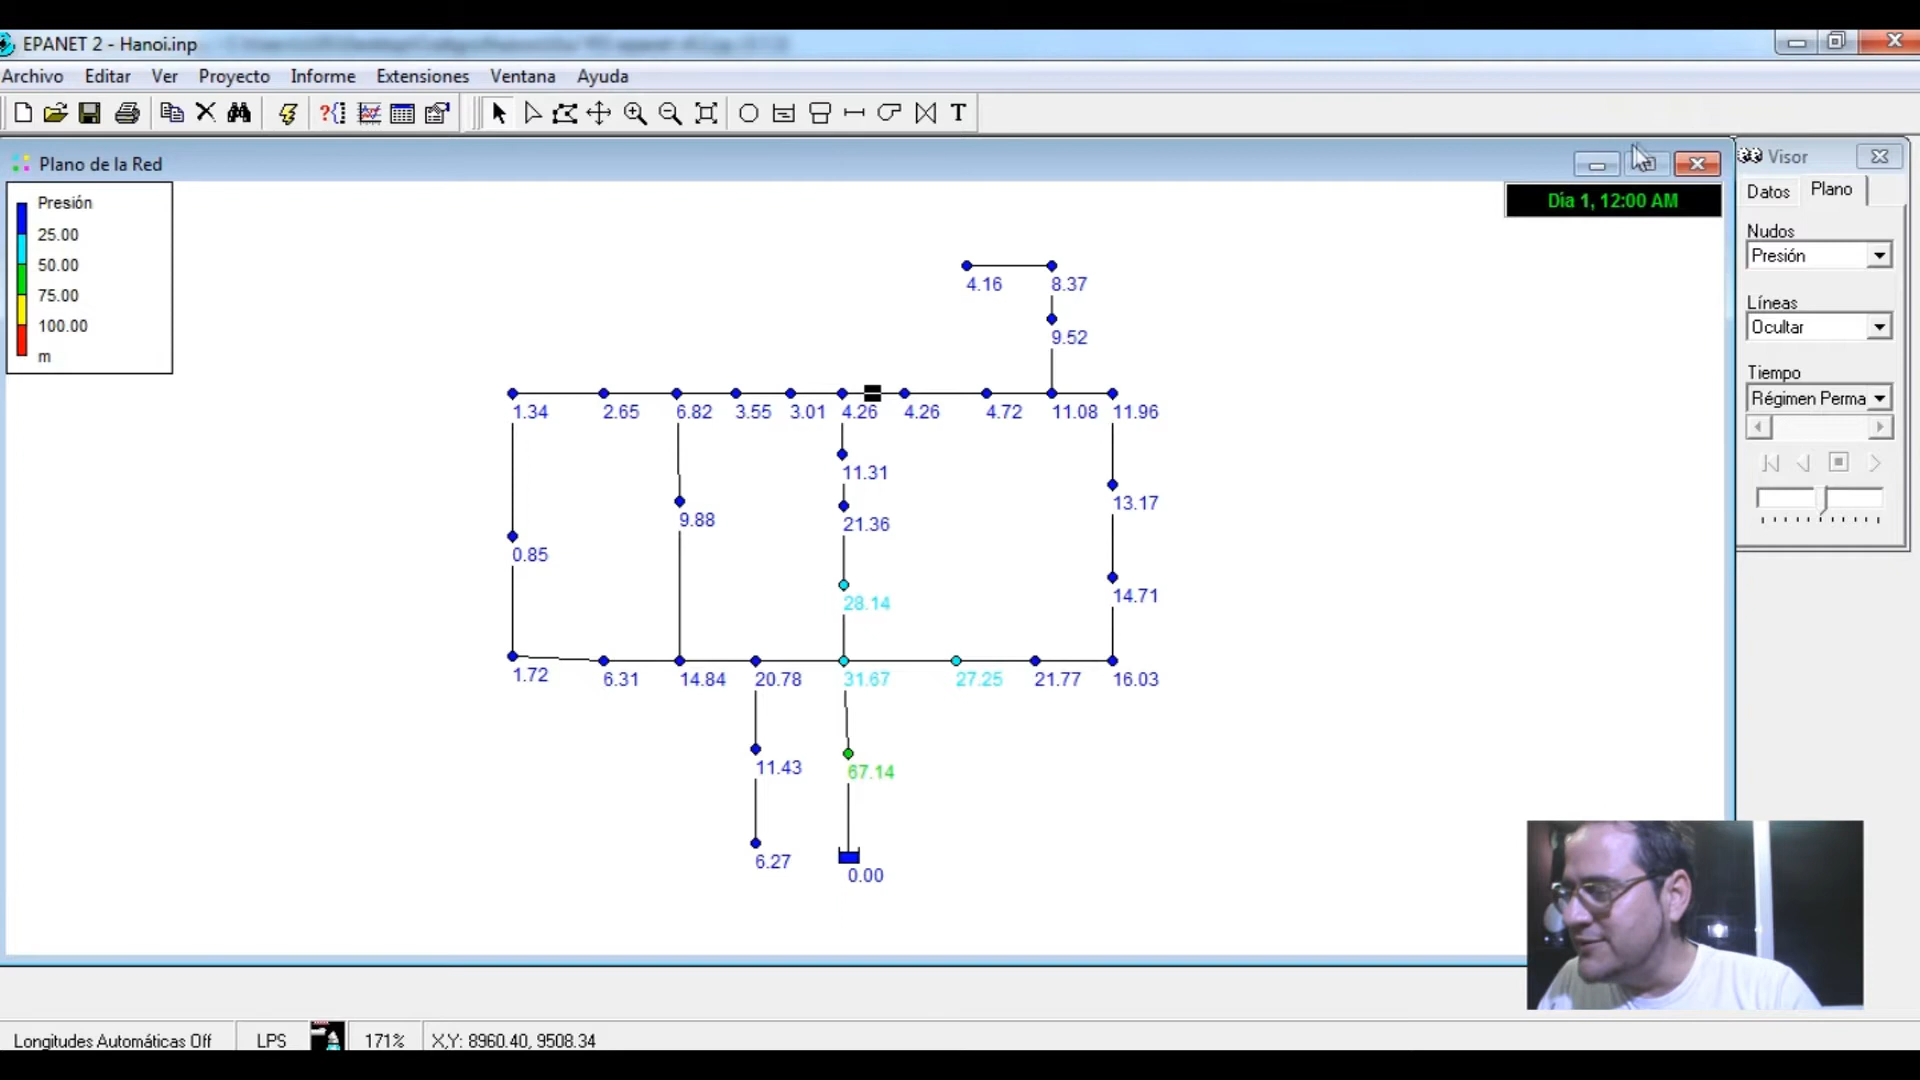 EPANET 2 - Hanoi.inp
Archivo Editar Ver Proyecto Informe Extensiones Ventana Ayuda
T
Plano de la Red
Visor
Presión
25.00
50.00
75.00
100.00
m
Día 1, 12:00 AM
Datos Plano
Nudos
Presión
Líneas
Ocultar
Tiempo
Régimen Perma
4.16 8.37
9.52
1.34 2.65 6.82 3.55 3.01 4.26 4.26 4.72 11.08 11.96
11.31
13.17
9.88 21.36
0.85
14.71
28.14
1.72 6.31 14.84 20.78 31.67 27.25 21.77 16.03
11.43 67.14
6.27 0.00
Longitudes Automáticas Off LPS 171% X,Y: 8960.40, 9508.34